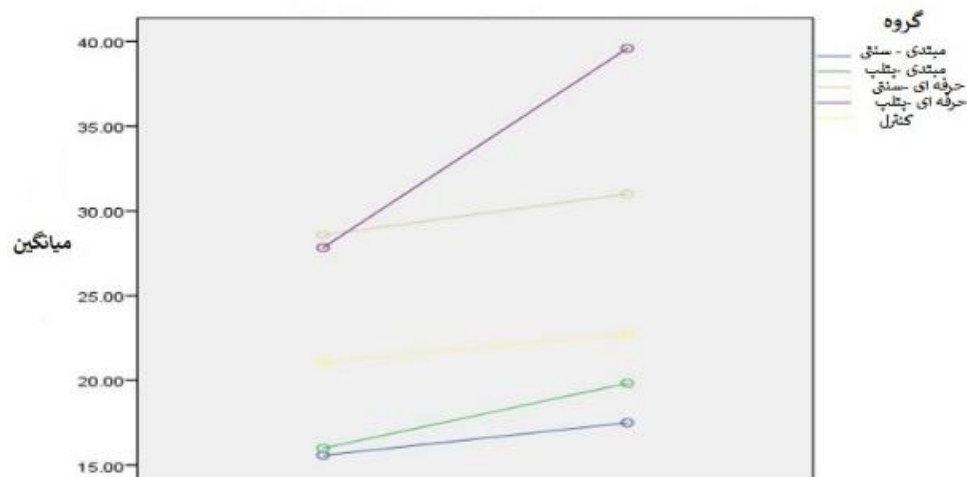 گروه
مبتدی - سنتی
مبتدی -پتلپ
حرفه ای -سنتی
حرفه ای -پتلپ
کنترل
میانگین
40.00
35.00
30.00
25.00
20.00
15.00